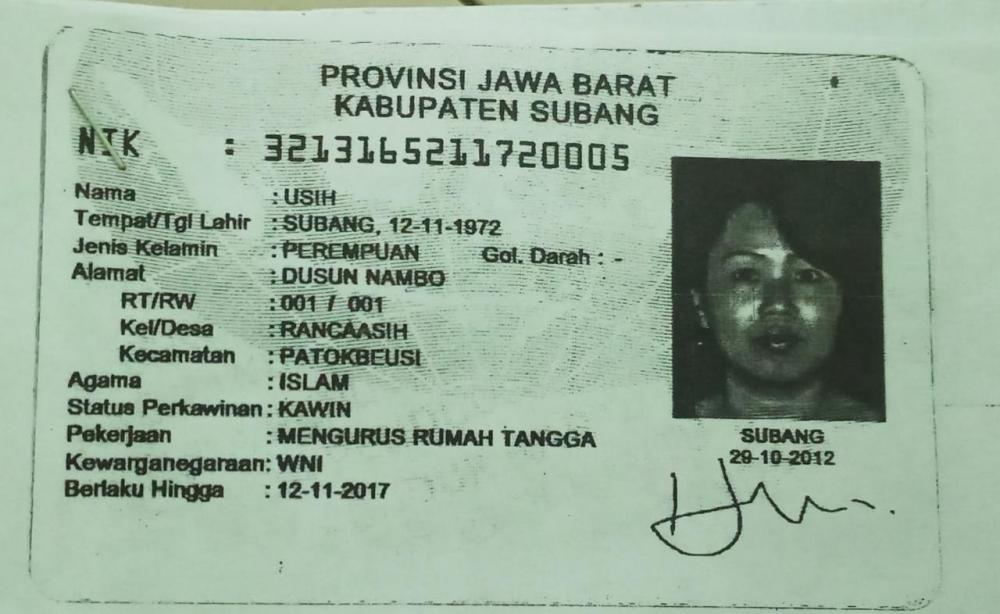 PROVINSI JAWA BARAT
KABUPATEN SUBANG
NIK : 3213165211720005
Nama : USIH
Tempat/Tgl Lahir : SUBANG, 12-11-1972
Jenis Kelamin : PEREMPUAN Gol. Darah : -
Alamat : DUSUN NAMBO
RT/RW : 001 / 001
Kel/Desa : RANCAASIH
Kecamatan : PATOKBEUSI
Agama : ISLAM
Status Perkawinan : KAWIN
Pekerjaan : MENGURUS RUMAH TANGGA
Kewarganegaraan: WNI
Berlaku Hingga : 12-11-2017
SUBANG
29-10-2012